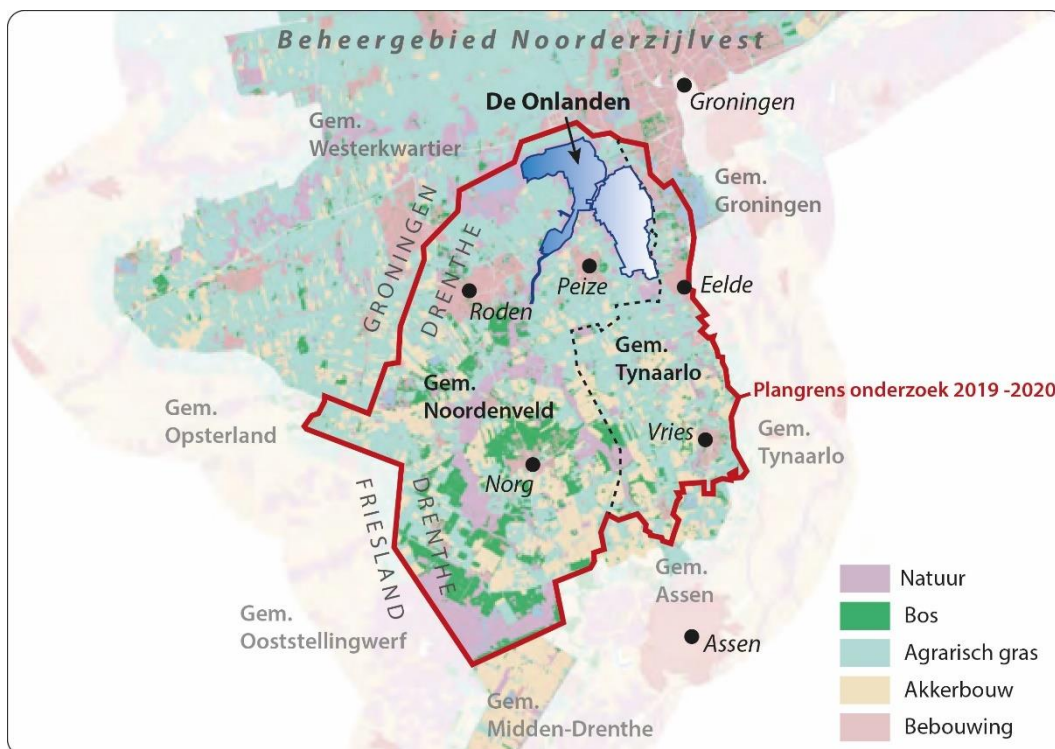 Beheergebied Noorderzijlvest
De Onlanden
Groningen
Gem.
Westerkwartier
Gem.
Groningen
GRONINGEN
DRENTHE
Peize
Eelde
Roden
Gem.
Tynaarlo
Gem.
Noordenveld
Plangrens onderzoek 2019 -2020
Gem.
Opsterland
Vries
Gem.
Tynaarlo
Norg
FRIESLAND
DRENTHE
Gem.
Assen
Gem.
Ooststellingwerf
Assen
Gem.
Midden-Drenthe
Natuur
Bos
Agrarisch gras
Akkerbouw
Bebouwing